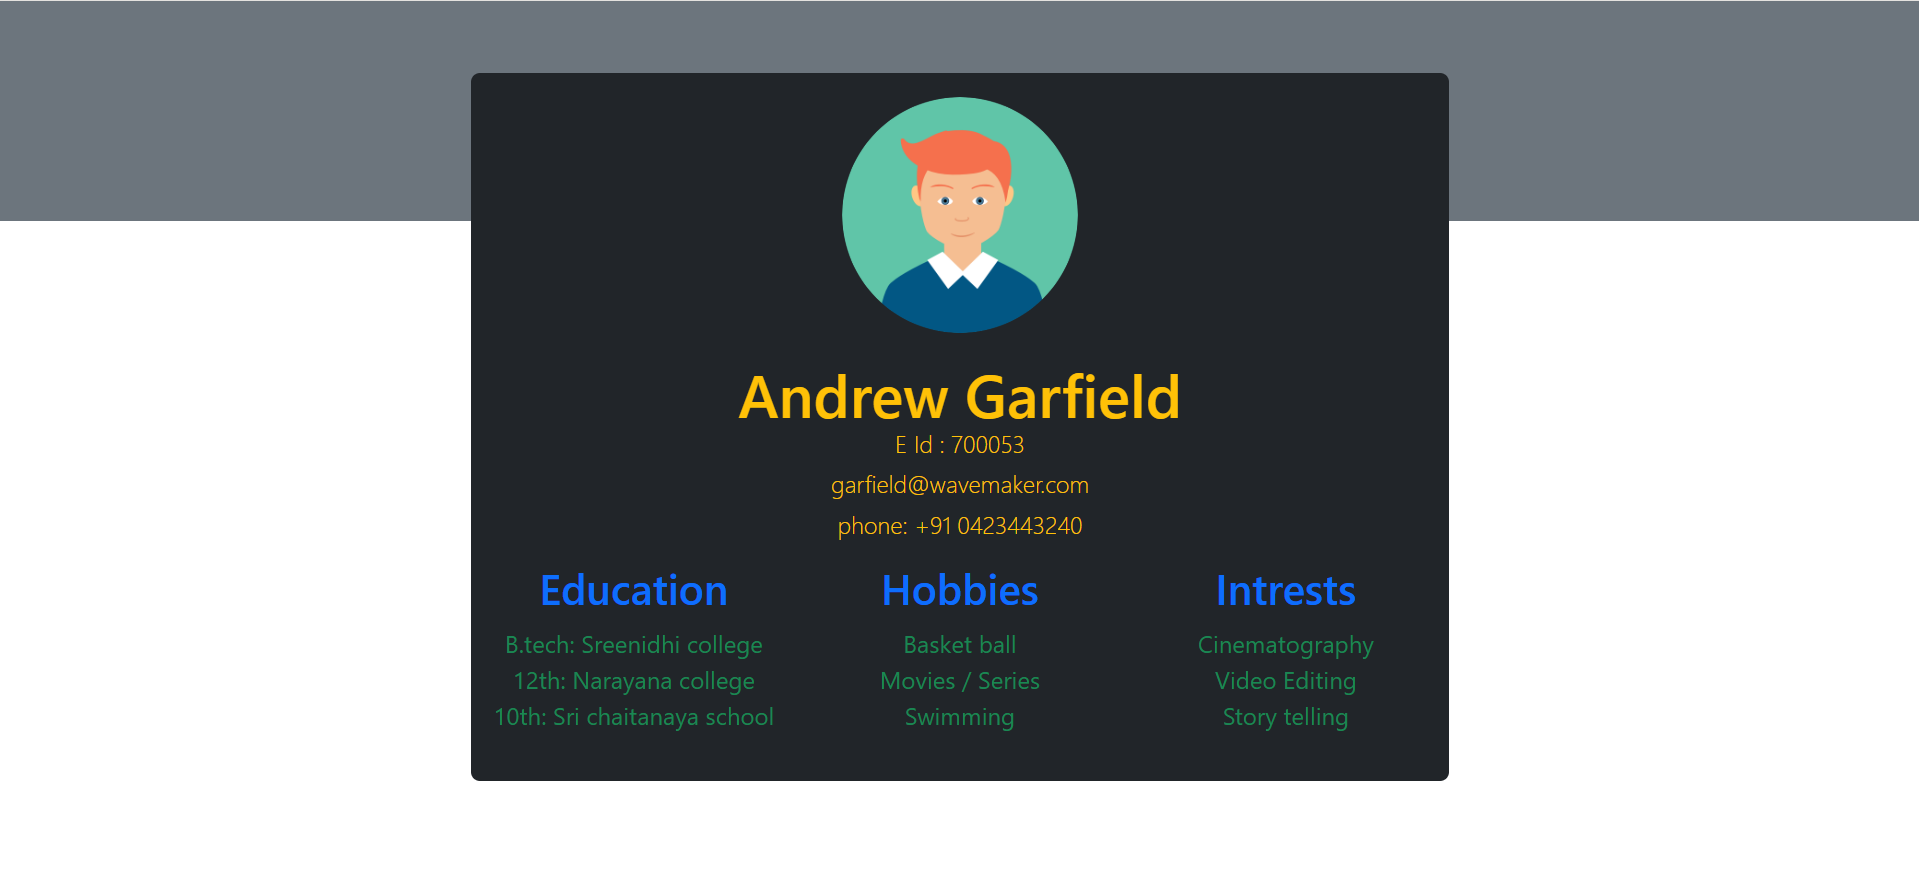 Andrew Garfield
E Id : 700053
garfield@wavemaker.com
phone: +91 0423443240
Education
B.tech: Sreenidhi college
12th: Narayana college
10th: Sri chaitanaya school
Hobbies
Basket ball
Movies / Series
Swimming
Intrests
Cinematography
Video Editing
Story telling